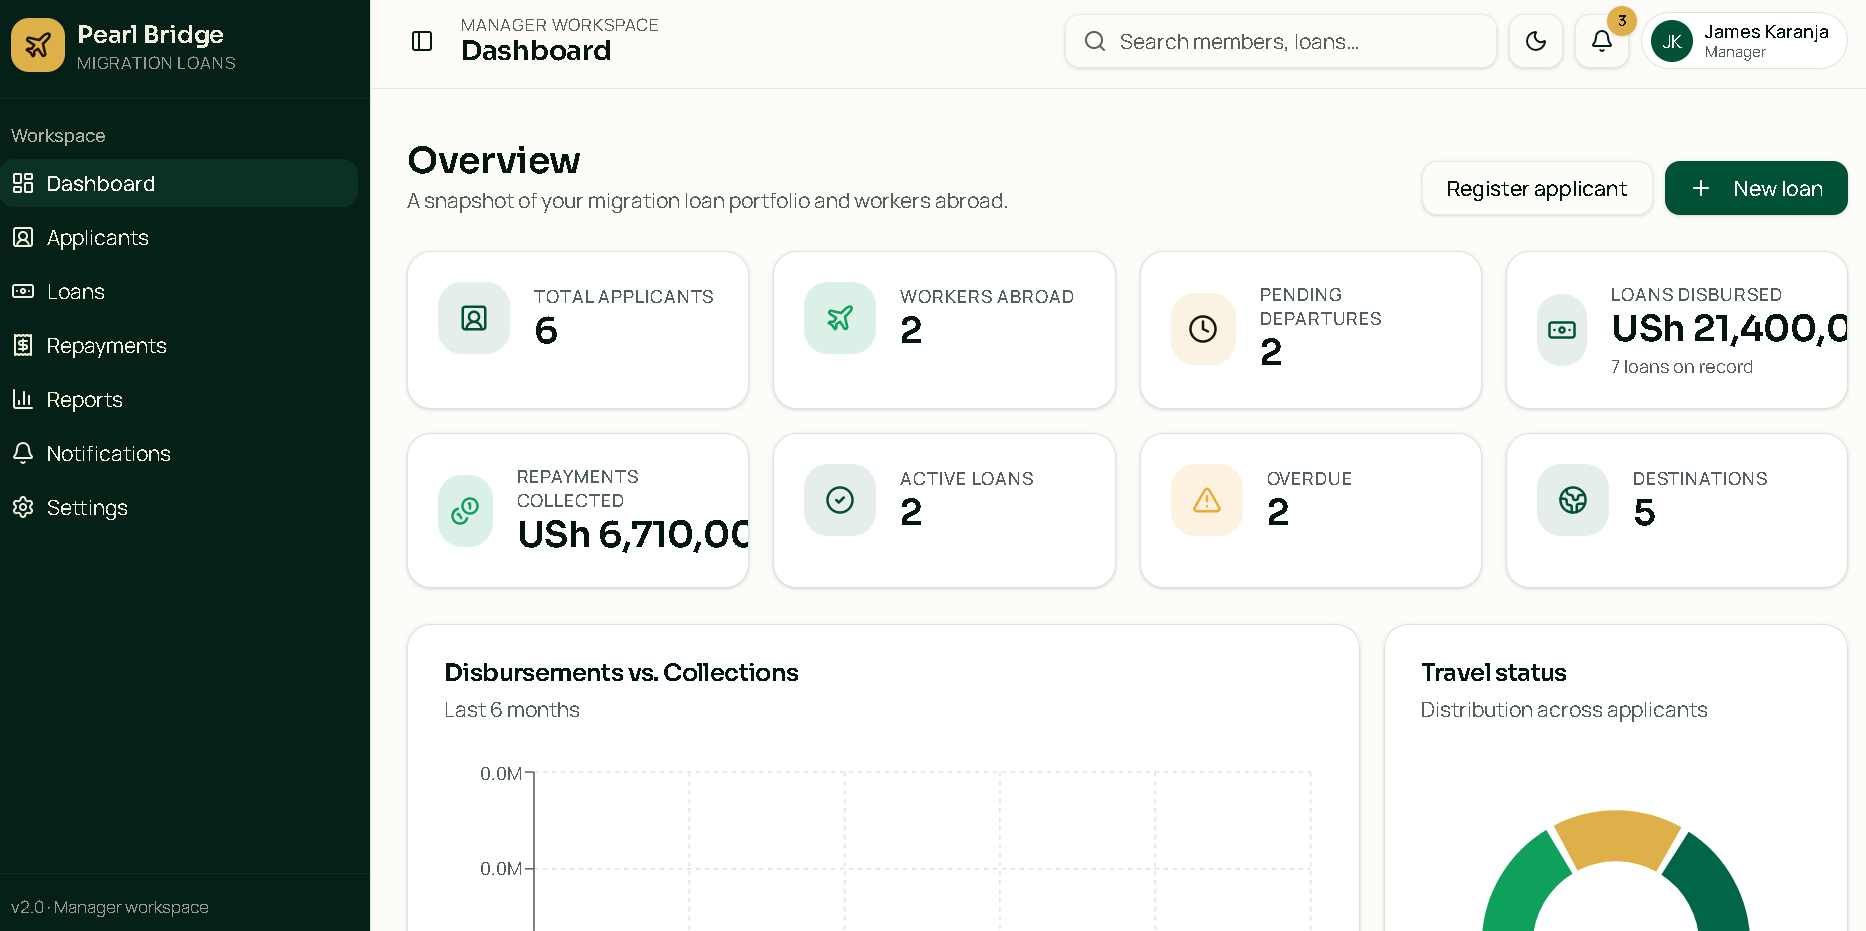 Pearl Bridge
MIGRATION LOANS
Workspace
Dashboard
Applicants
Loans
Repayments
Reports
Notifications
Settings
v2.0 · Manager workspace
MANAGER WORKSPACE
Dashboard
Search members, loans...
3
JK
James Karanja
Manager
Overview
A snapshot of your migration loan portfolio and workers abroad.
Register applicant
New loan
TOTAL APPLICANTS
6
WORKERS ABROAD
2
PENDING
DEPARTURES
2
LOANS DISBURSED
USh 21,400,0
7 loans on record
REPAYMENTS
COLLECTED
USh 6,710,00
ACTIVE LOANS
2
OVERDUE
2
DESTINATIONS
5
Disbursements vs. Collections
Last 6 months
0.0M
0.0M
Travel status
Distribution across applicants